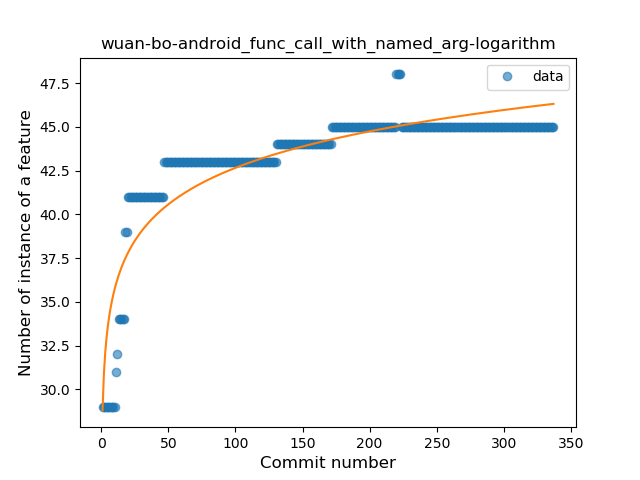 wuan-bo-android_func_call_with_named_arg-logarithm
data
Number of instance of a feature
47.5
45.0
42.5
40.0
37.5
35.0
32.5
30.0
0 50 100 150 200 250 300 350
Commit number